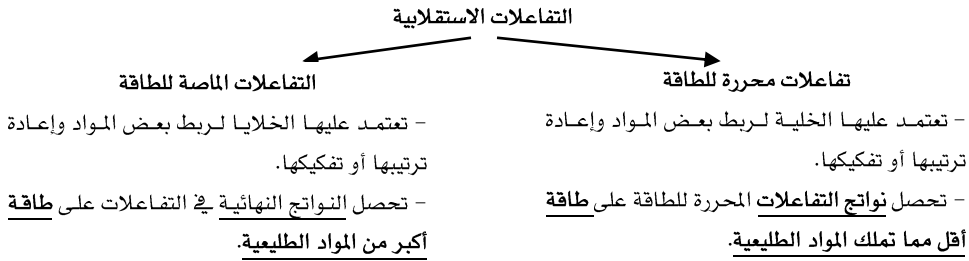 التفاعلات الاستقلابية
تفاعلات محررة للطاقة
– تعتمد عليها الخلية لربط بعض المواد وإعادة
ترتيبها أو تفكيكها.
– تحصل نواتج التفاعلات المحررة للطاقة على طاقة
أقل مما تملك المواد الطليعية.
التفاعلات الماصة للطاقة
– تعتمد عليها الخلايا لربط بعض المواد وإعادة
ترتيبها أو تفكيكها.
– تحصل النواتج النهائية في التفاعلات على طاقة
أكبر من المواد الطليعية.